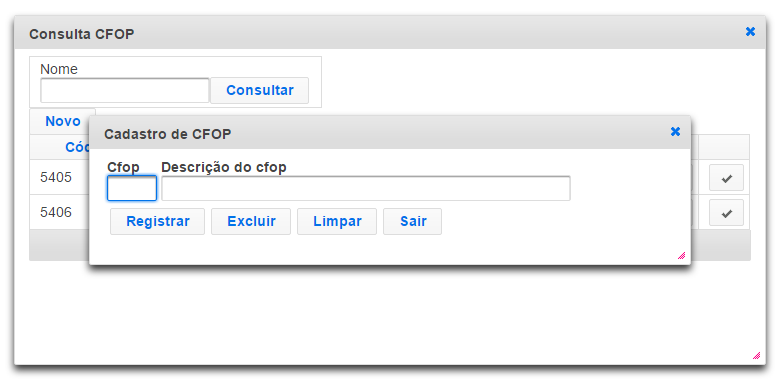 Consulta CFOP
Nome
Consultar
Novo
Cadastro de CFOP
Cód
Cfop Descrição do cfop
5405
5406
Registrar Excluir Limpar Sair